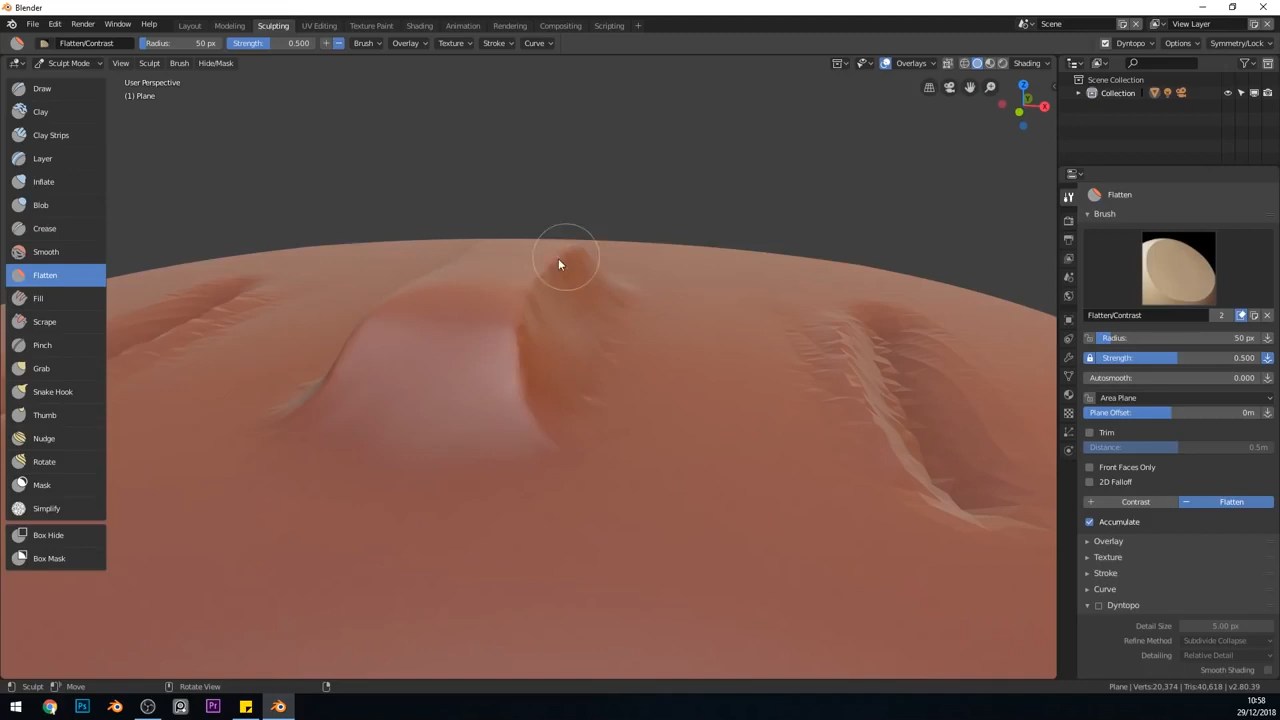 Blender
File Edit Render Window Help
Layout Modeling Sculpting UV Editing Texture Paint Shading Animation Rendering Compositing Scripting +
Scene
View Layer
Flatten/Contrast
Radius: 50 px
Strength: 0.500
Brush Overlay Texture Stroke Curve
Dyntopo Options Symmetry/Lock
Sculpt Mode View Sculpt Brush Hide/Mask
Overlays Shading
User Perspective
(1) Plane
Z
Y
X
Draw
Clay
Clay Strips
Layer
Inflate
Blob
Crease
Smooth
Flatten
Fill
Scrape
Pinch
Grab
Snake Hook
Thumb
Nudge
Rotate
Mask
Simplify
Box Hide
Box Mask
Scene Collection
Collection
Flatten
Brush
Flatten/Contrast 2
Radius: 50 px
Strength: 0.500
Autosmooth: 0.000
Area Plane
Plane Offset: 0m
Trim
Distance: 0.5m
Front Faces Only
2D Falloff
Contrast Flatten
Accumulate
Overlay
Texture
Stroke
Curve
Dyntopo
Detail Size 5.00 px
Refine Method Subdivide Collapse
Detailing Relative Detail
Smooth Shading
Sculpt Move Rotate View
Plane | Verts:20,374 | Tris:40,618 | v2.80.39
Ps
Pr
10:58
29/12/2018